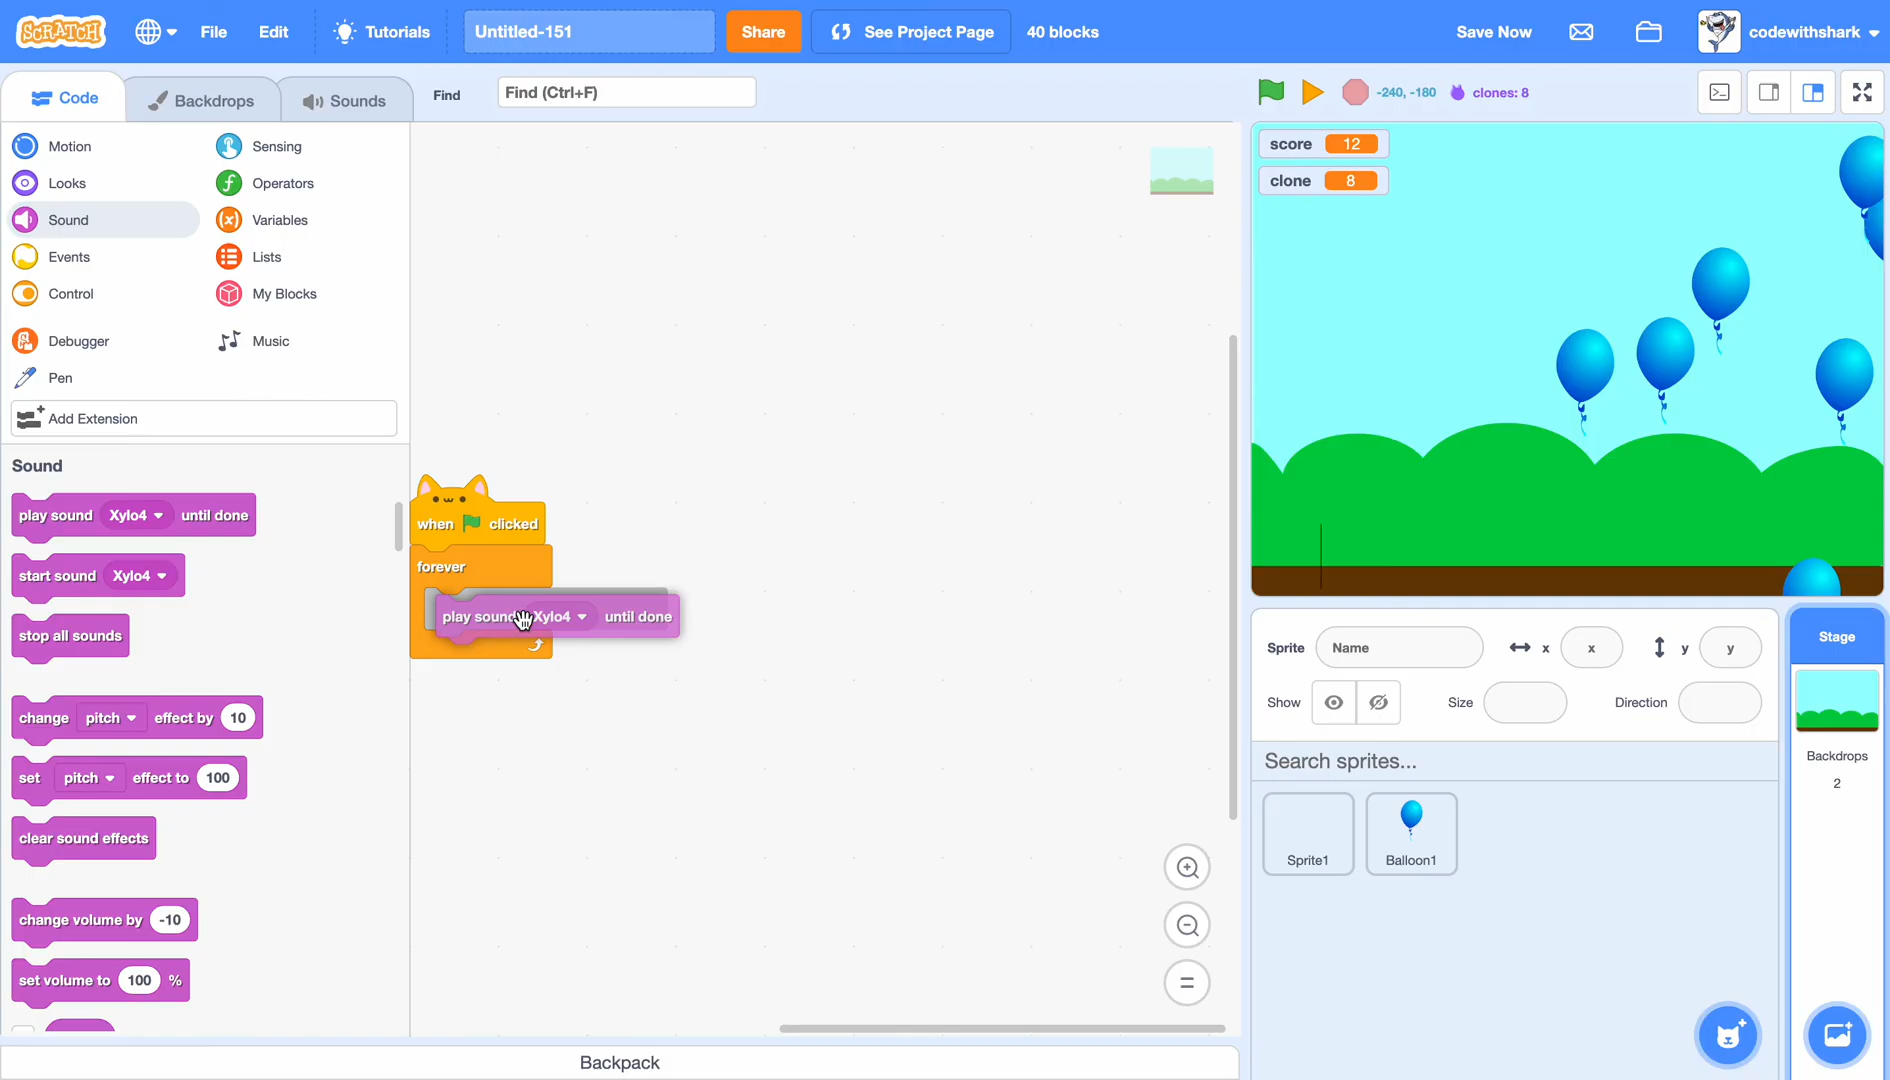 SCRATCH
File
Edit
Tutorials
Untitled-151
Share
See Project Page
40 blocks
Save Now
codewithshark
Code
Backdrops
Sounds
Find
Find (Ctrl+F)
-240, -180
clones: 8
Motion
Looks
Sound
Events
Control
Debugger
Pen
Sensing
Operators
Variables
Lists
My Blocks
Music
Add Extension
Sound
play sound Xylo4 until done
start sound Xylo4
stop all sounds
change pitch effect by 10
set pitch effect to 100
clear sound effects
change volume by -10
set volume to 100 %
when clicked
forever
play sound Xylo4 until done
score 12
clone 8
Sprite Name x x y y
Show Size Direction
Search sprites...
Sprite1
Balloon1
Stage
Backdrops
2
Backpack